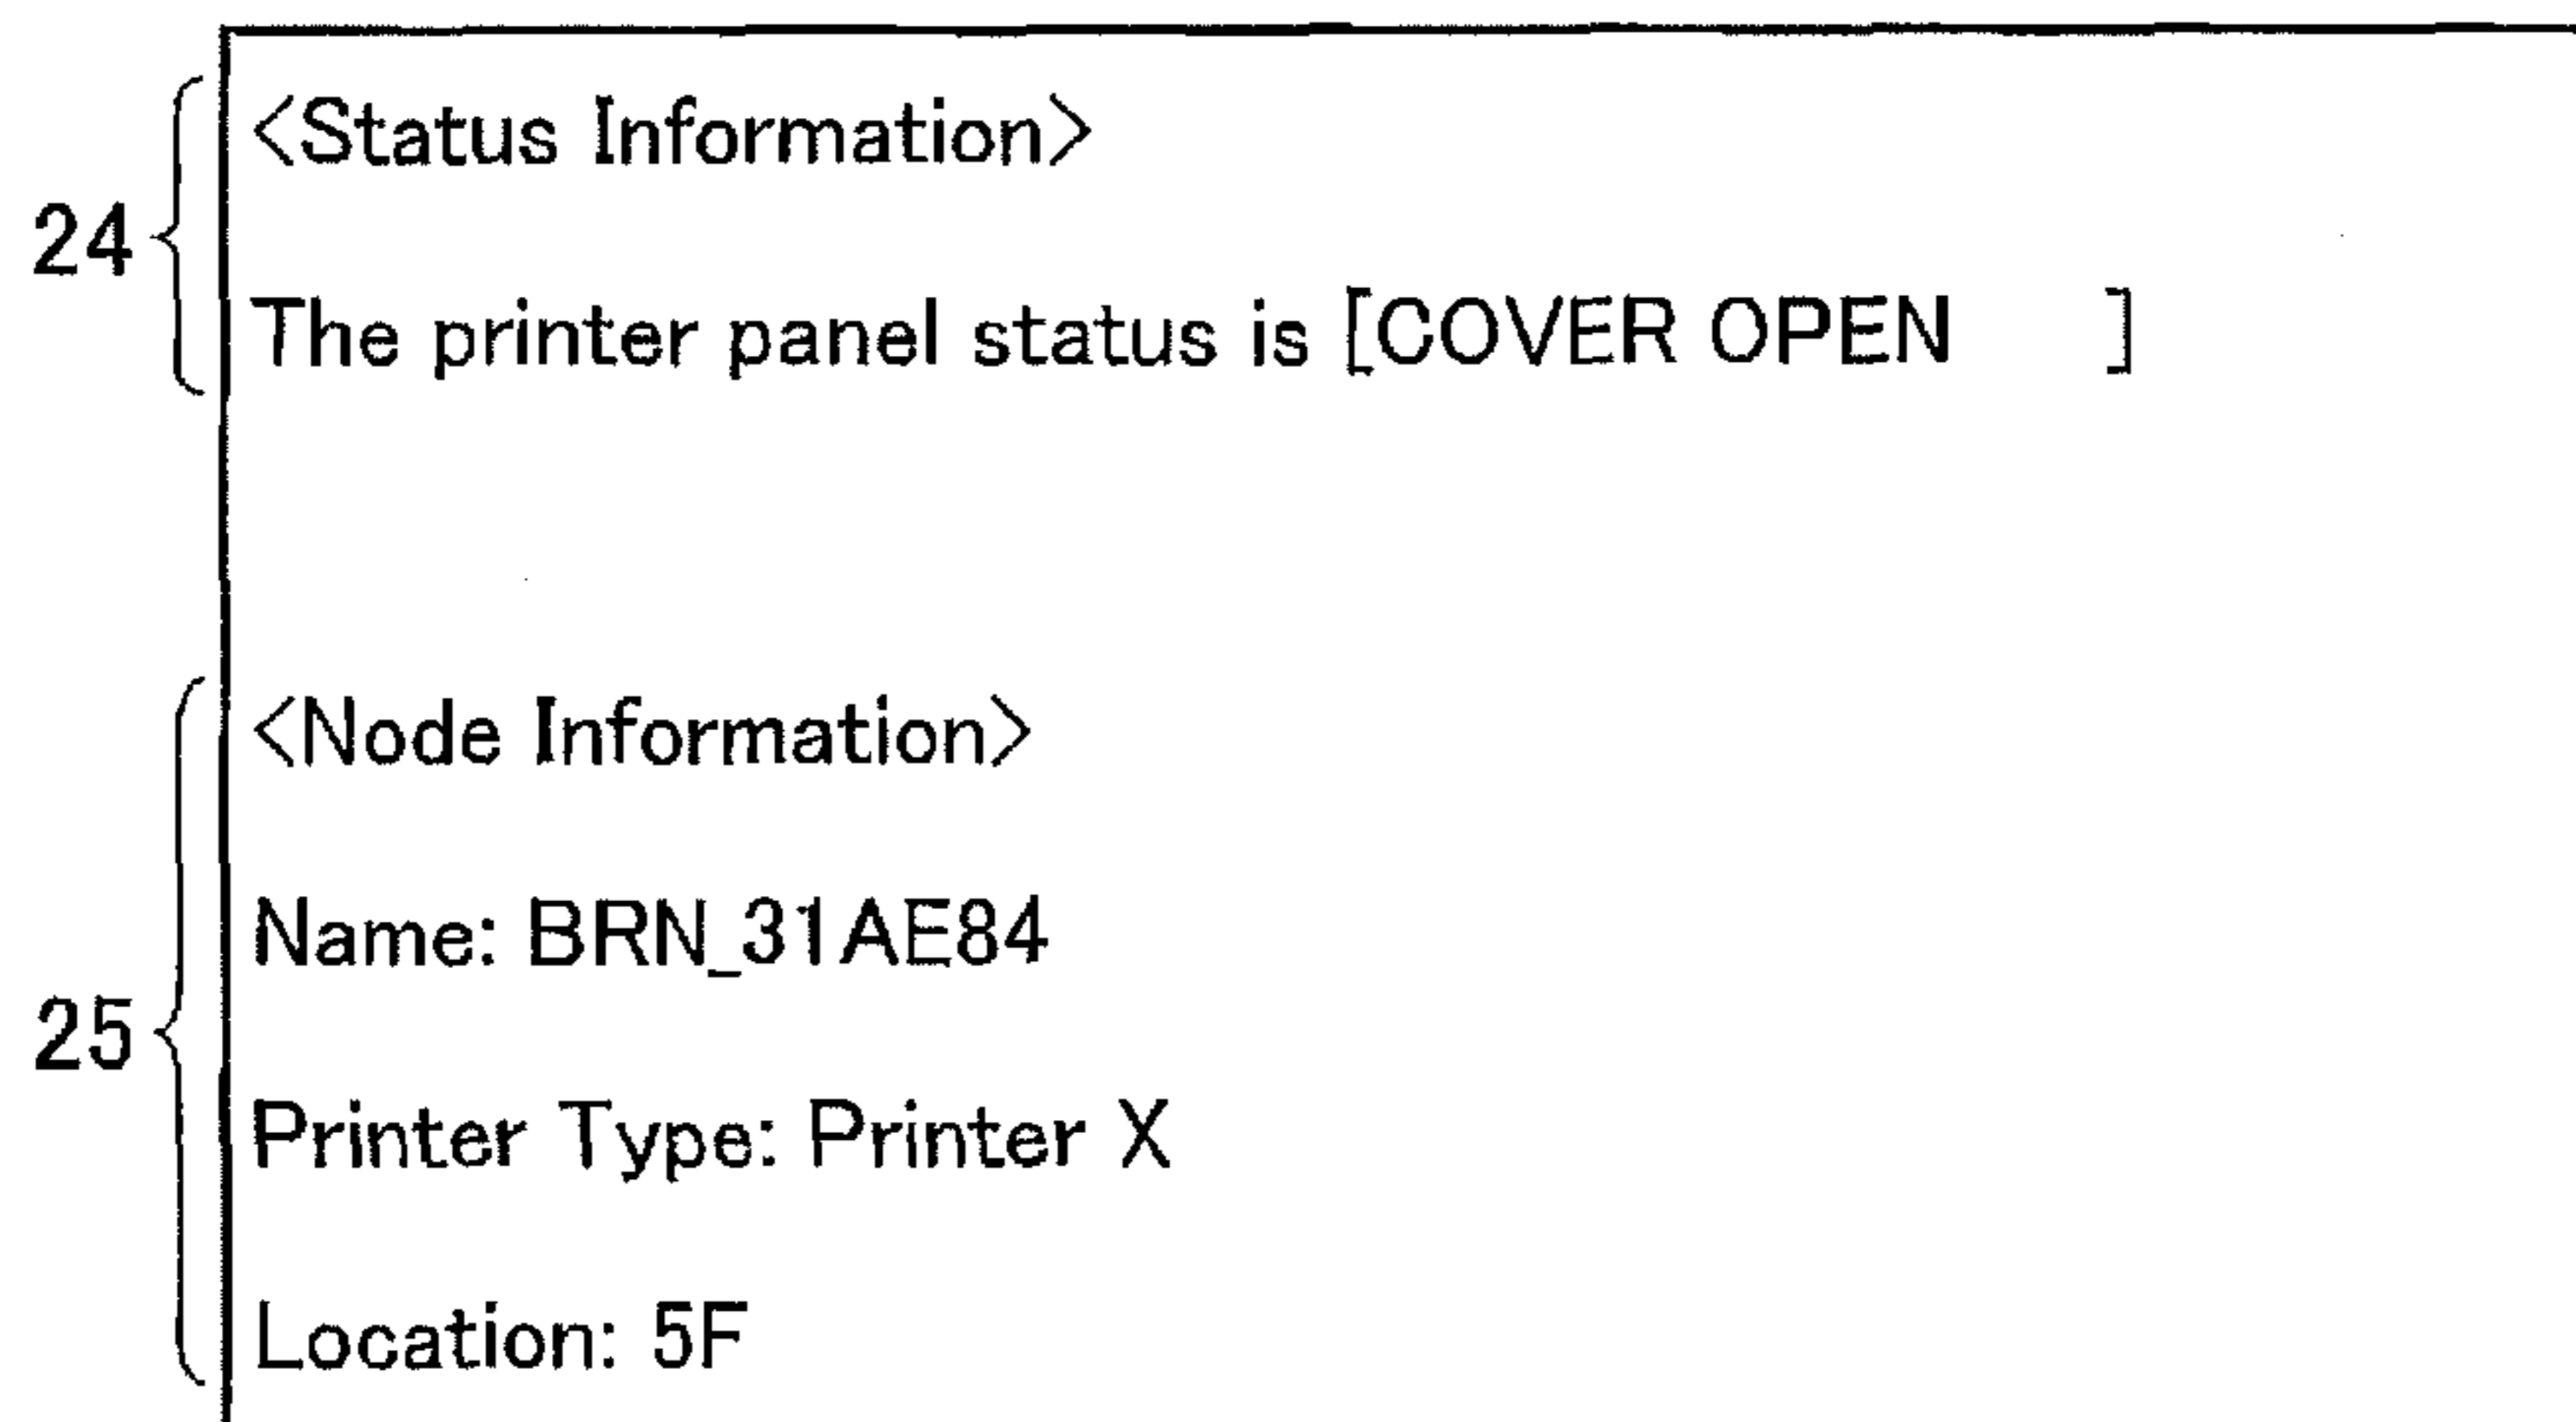 24
<Status Information>
The printer panel status is [COVER OPEN      ]
25
<Node Information>
Name: BRN_31AE84
Printer Type: Printer X
Location: 5F